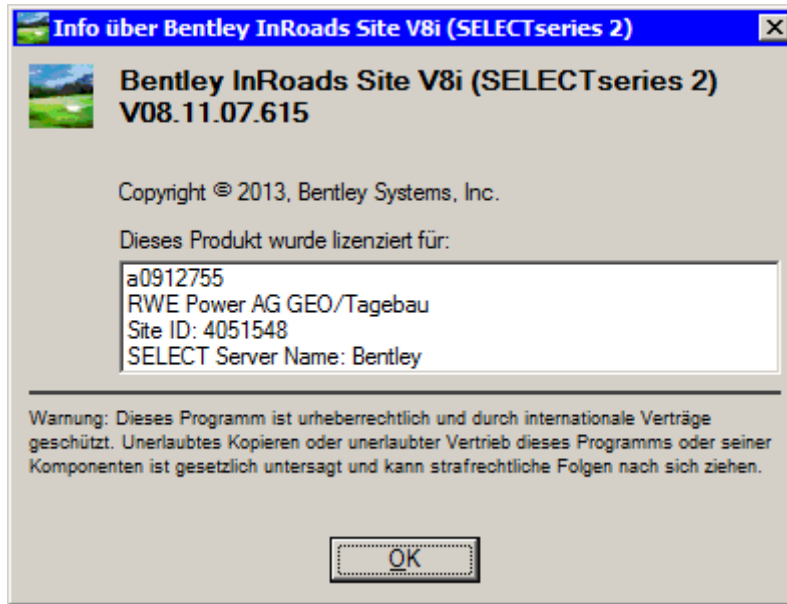 Info über Bentley InRoads Site V8i (SELECTseries 2)
Bentley InRoads Site V8i (SELECTseries 2)
V08.11.07.615
Copyright © 2013, Bentley Systems, Inc.
Dieses Produkt wurde lizenziert für:
a0912755
RWE Power AG GEO/Tagebau
Site ID: 4051548
SELECT Server Name: Bentley
Warnung: Dieses Programm ist urheberrechtlich und durch internationale Verträge
geschützt. Unerlaubtes Kopieren oder unerlaubter Vertrieb dieses Programms oder seiner
Komponenten ist gesetzlich untersagt und kann strafrechtliche Folgen nach sich ziehen.
OK